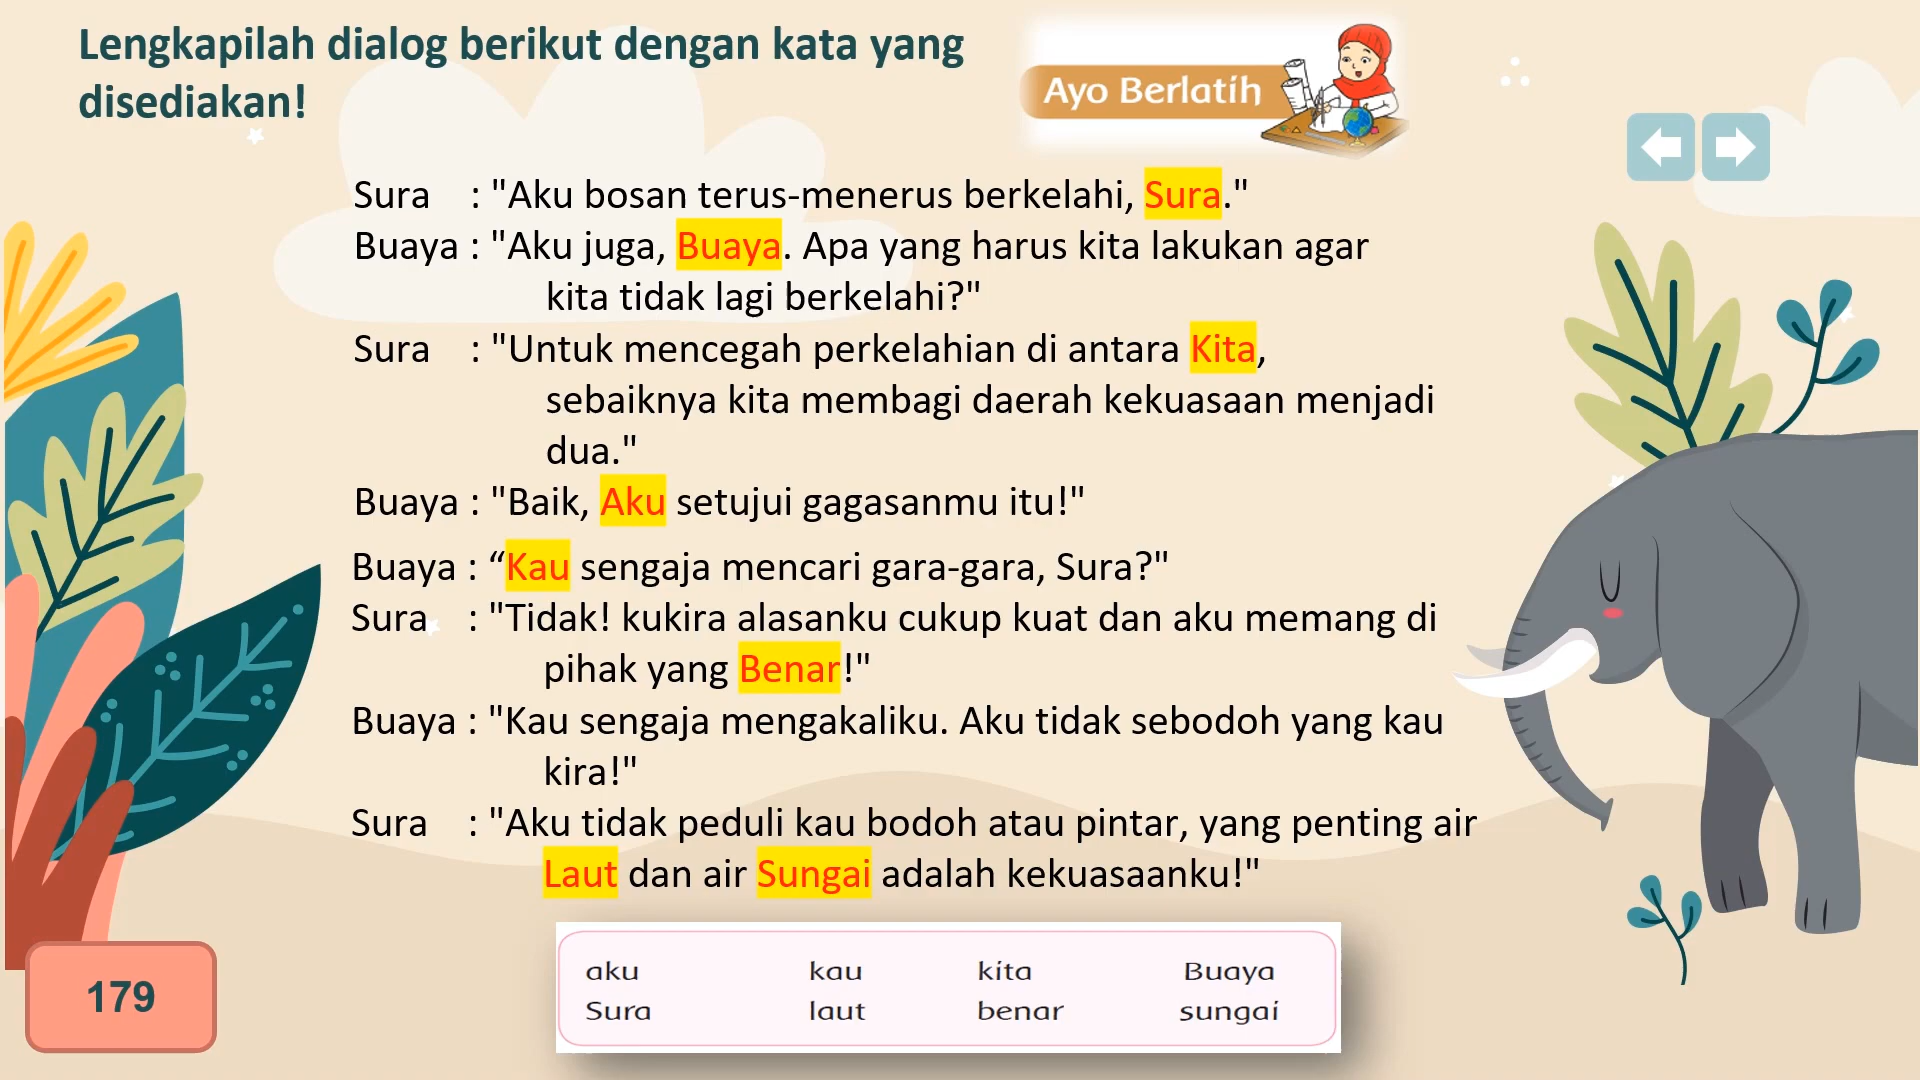 Lengkapilah dialog berikut dengan kata yang
disediakan!
Ayo Berlatih
Sura : "Aku bosan terus-menerus berkelahi, Sura."
Buaya : "Aku juga, Buaya. Apa yang harus kita lakukan agar
kita tidak lagi berkelahi?"
Sura : "Untuk mencegah perkelahian di antara Kita,
sebaiknya kita membagi daerah kekuasaan menjadi
dua."
Buaya : "Baik, Aku setujui gagasanmu itu!"
Buaya : “Kau sengaja mencari gara-gara, Sura?"
Sura : "Tidak! kukira alasanku cukup kuat dan aku memang di
pihak yang Benar!"
Buaya : "Kau sengaja mengakaliku. Aku tidak sebodoh yang kau
kira!"
Sura : "Aku tidak peduli kau bodoh atau pintar, yang penting air
Laut dan air Sungai adalah kekuasaanku!"
aku kau kita Buaya
Sura laut benar sungai
179